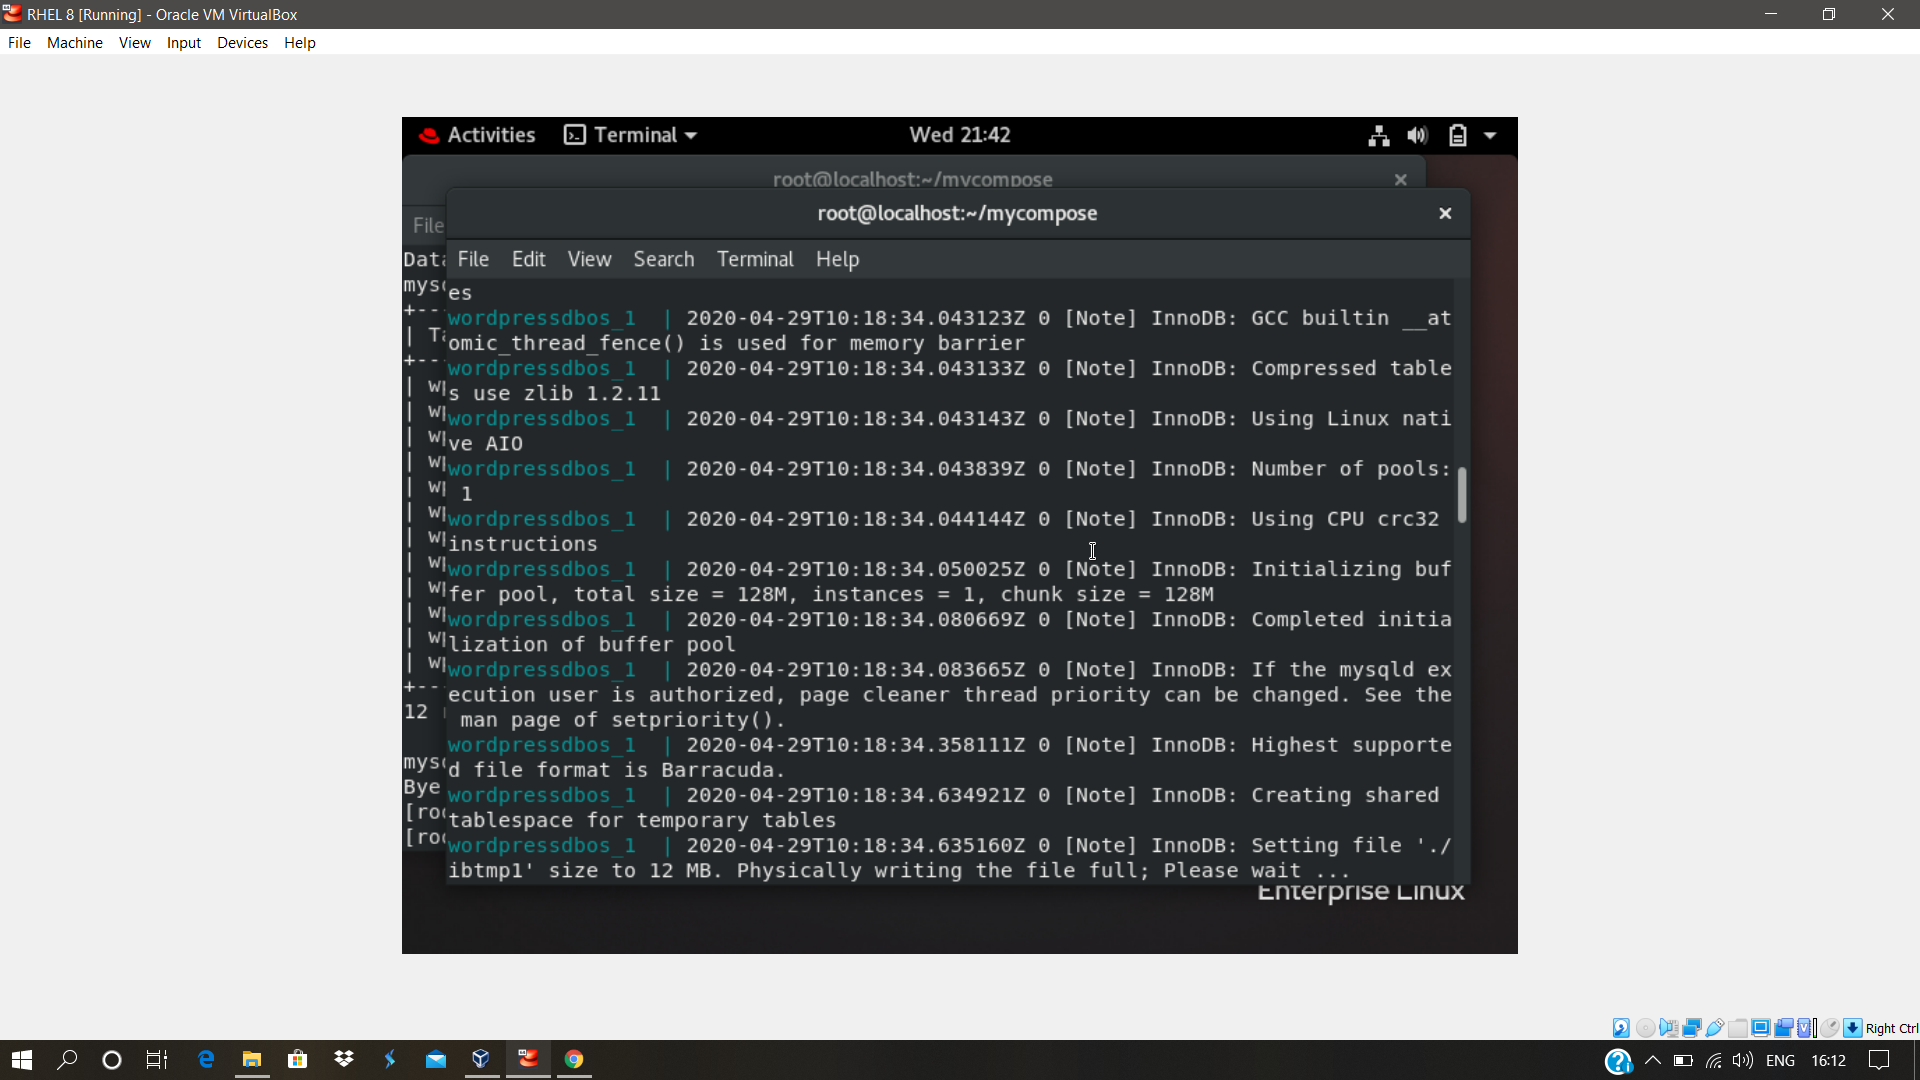 RHEL 8 [Running] - Oracle VM VirtualBox
File Machine View Input Devices Help
Activities Terminal Wed 21:42
root@localhost:~/mycompose
root@localhost:~/mycompose
File
File Edit View Search Terminal Help
es
wordpressdbos_1 | 2020-04-29T10:18:34.043123Z 0 [Note] InnoDB: GCC builtin __at
omic_thread_fence() is used for memory barrier
wordpressdbos_1 | 2020-04-29T10:18:34.043133Z 0 [Note] InnoDB: Compressed table
s use zlib 1.2.11
wordpressdbos_1 | 2020-04-29T10:18:34.043143Z 0 [Note] InnoDB: Using Linux nati
ve AIO
wordpressdbos_1 | 2020-04-29T10:18:34.043839Z 0 [Note] InnoDB: Number of pools:
1
wordpressdbos_1 | 2020-04-29T10:18:34.044144Z 0 [Note] InnoDB: Using CPU crc32
instructions
wordpressdbos_1 | 2020-04-29T10:18:34.050025Z 0 [Note] InnoDB: Initializing buf
fer pool, total size = 128M, instances = 1, chunk size = 128M
wordpressdbos_1 | 2020-04-29T10:18:34.080669Z 0 [Note] InnoDB: Completed initia
lization of buffer pool
wordpressdbos_1 | 2020-04-29T10:18:34.083665Z 0 [Note] InnoDB: If the mysqld ex
ecution user is authorized, page cleaner thread priority can be changed. See the
man page of setpriority().
wordpressdbos_1 | 2020-04-29T10:18:34.358111Z 0 [Note] InnoDB: Highest supporte
d file format is Barracuda.
wordpressdbos_1 | 2020-04-29T10:18:34.634921Z 0 [Note] InnoDB: Creating shared
tablespace for temporary tables
wordpressdbos_1 | 2020-04-29T10:18:34.635160Z 0 [Note] InnoDB: Setting file './
ibtmp1' size to 12 MB. Physically writing the file full; Please wait ...
12
Bye
Enterprise Linux
Right Ctrl
ENG 16:12